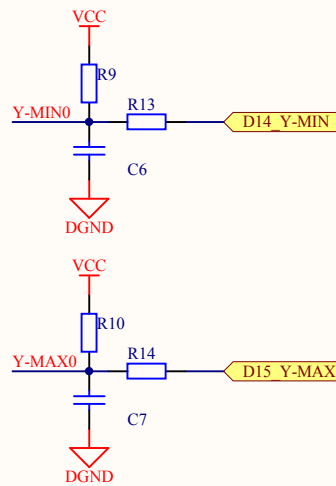 VCC
R9
Y-MIN0
R13
D14_Y-MIN
C6
DGND
VCC
R10
Y-MAX0
R14
D15_Y-MAX
C7
DGND